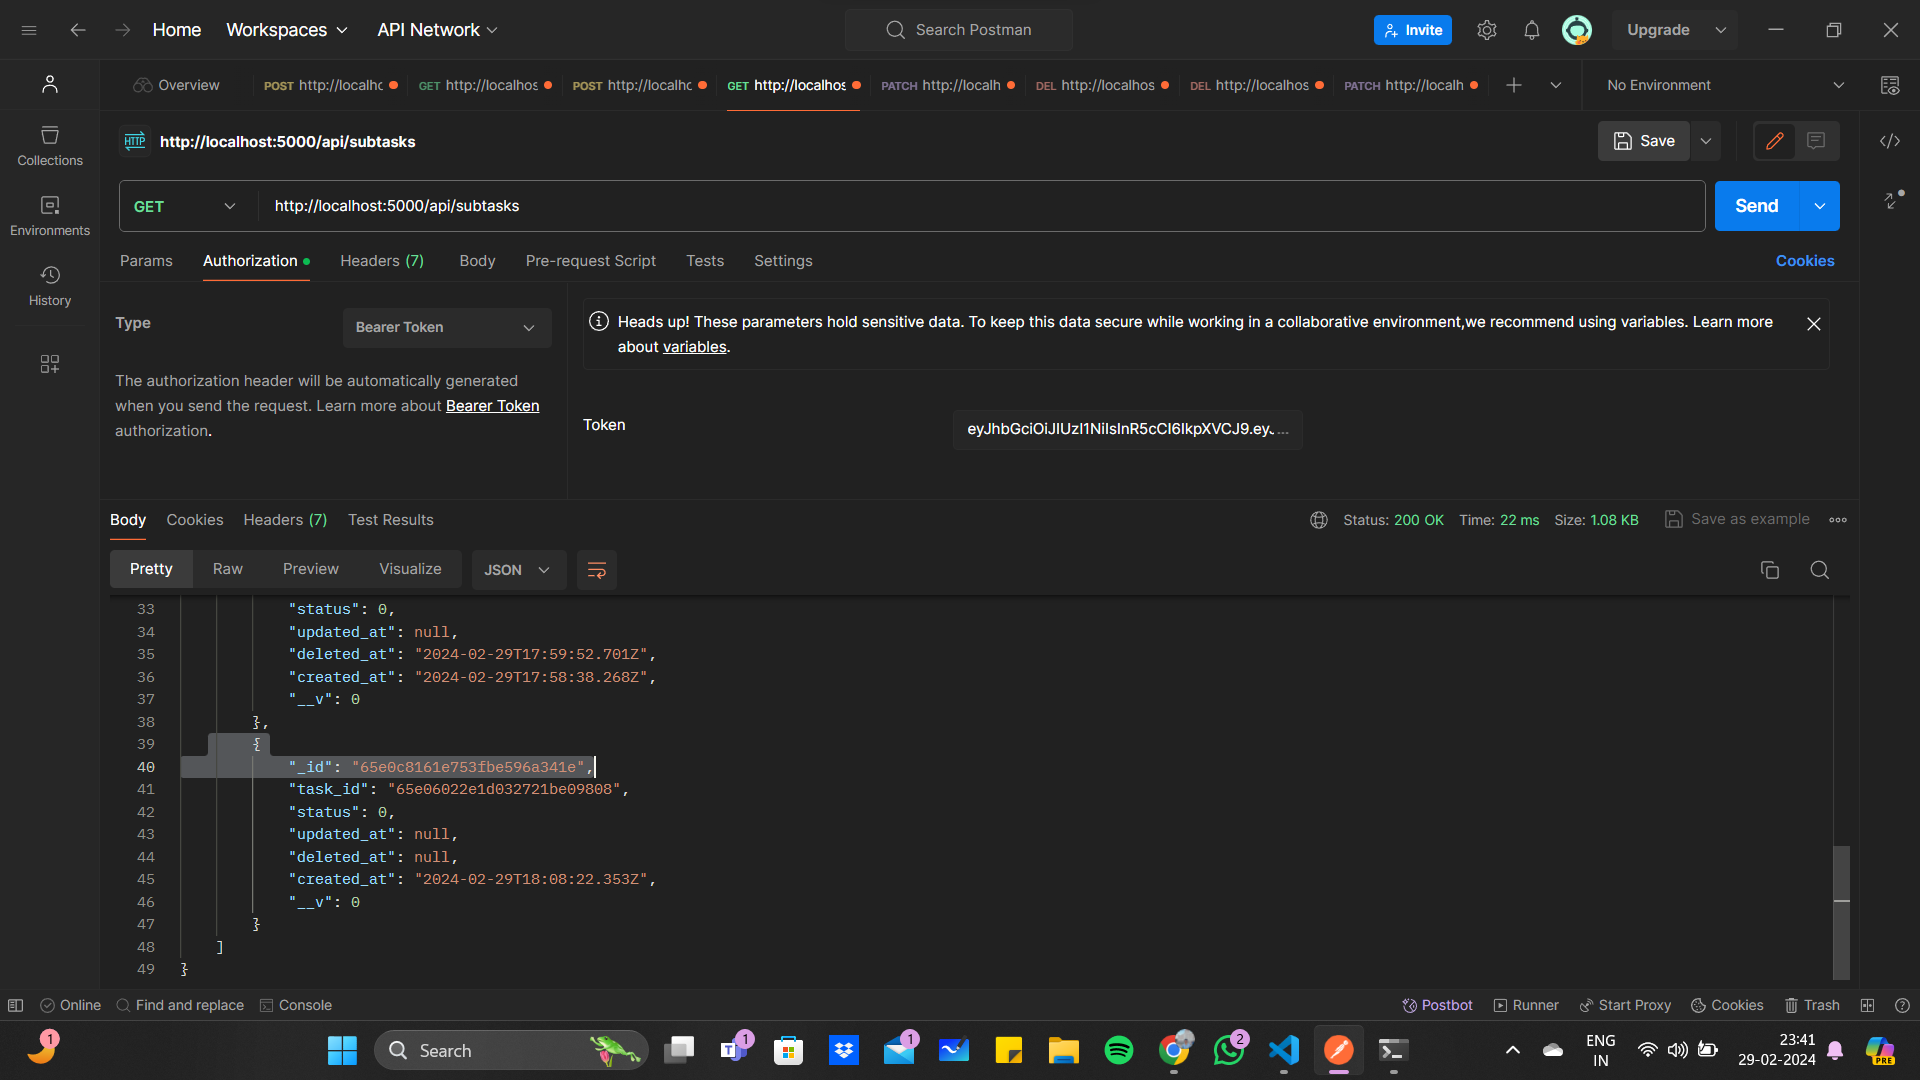 Home Workspaces API Network Search Postman Invite Upgrade
Overview POST http://localhc GET http://localhos POST http://localhc GET http://localhos PATCH http://localh DEL http://localhos DEL http://localhos PATCH http://localh No Environment
HTTP http://localhost:5000/api/subtasks Save
Collections
GET http://localhost:5000/api/subtasks Send
Environments
Params Authorization Headers (7) Body Pre-request Script Tests Settings Cookies
History
Type Bearer Token
Heads up! These parameters hold sensitive data. To keep this data secure while working in a collaborative environment,we recommend using variables. Learn more
about variables.
The authorization header will be automatically generated
when you send the request. Learn more about Bearer Token
authorization.
Token eyJhbGciOiJIUzI1NiIsInR5cCI6IkpXVCJ9.eyJ...
Body Cookies Headers (7) Test Results Status: 200 OK Time: 22 ms Size: 1.08 KB Save as example
Pretty Raw Preview Visualize JSON
33 "status": 0,
34 "updated_at": null,
35 "deleted_at": "2024-02-29T17:59:52.701Z",
36 "created_at": "2024-02-29T17:58:38.268Z",
37 "__v": 0
38 },
39 {
40 "_id": "65e0c8161e753fbe596a341e",
41 "task_id": "65e06022e1d032721be09808",
42 "status": 0,
43 "updated_at": null,
44 "deleted_at": null,
45 "created_at": "2024-02-29T18:08:22.353Z",
46 "__v": 0
47 }
48 ]
49 }
Online Find and replace Console Postbot Runner Start Proxy Cookies Trash
1 Search 1 1 2 ENG 23:41
IN 29-02-2024 PRE